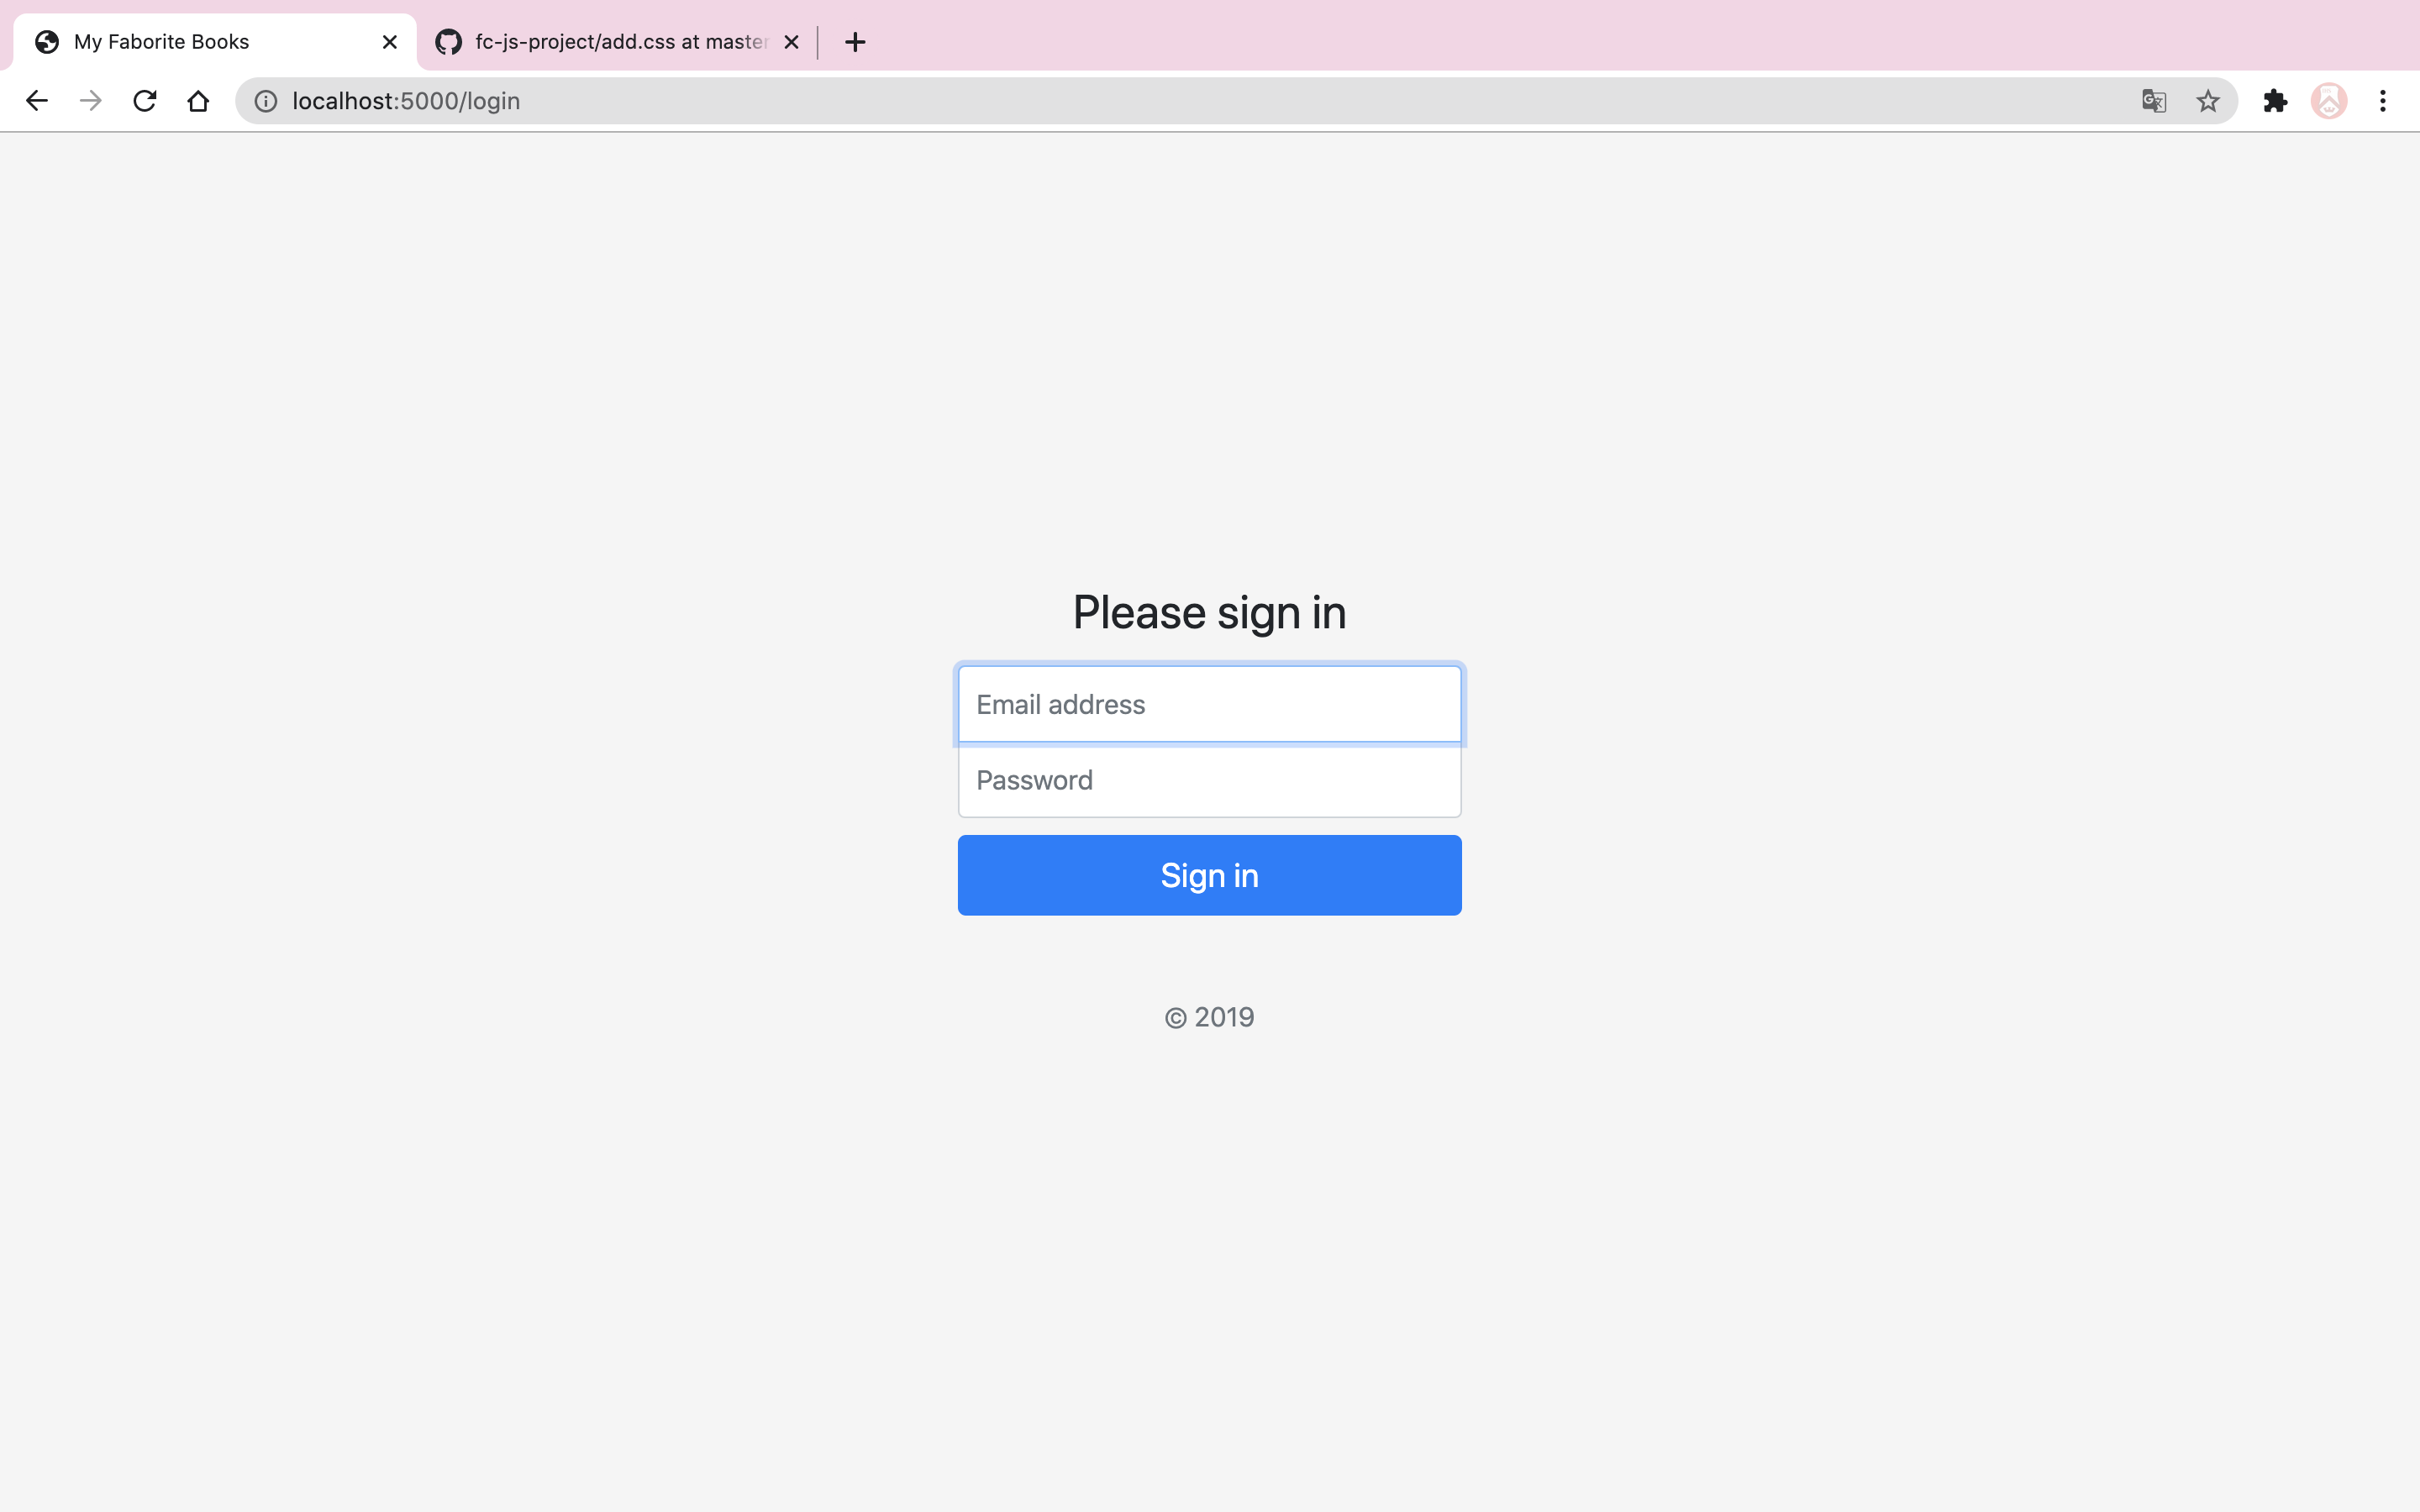 My Faborite Books
fc-js-project/add.css at master
localhost:5000/login
Please sign in
Email address
Password
Sign in
© 2019